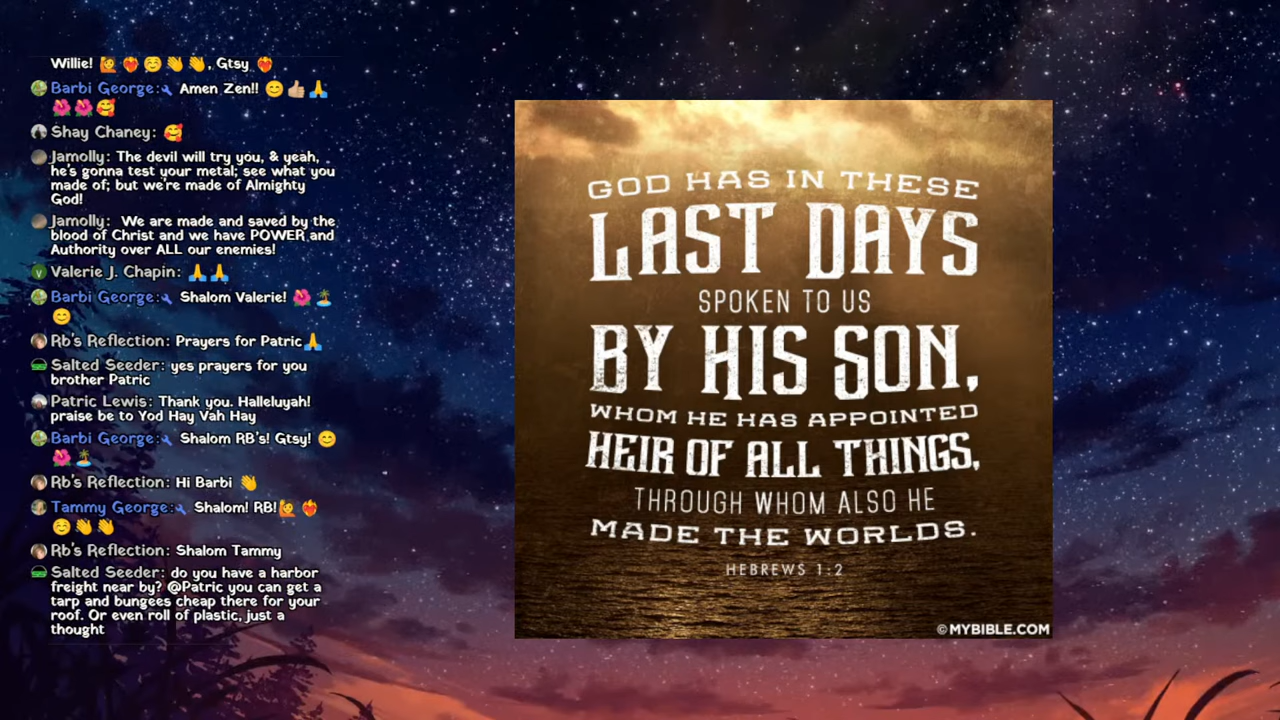 Willie! 🙋❤️‍🔥☺️👏👏, Gtsy ❤️‍🔥
Barbi George:🔧 Amen Zen!! 😊👍🏼🙏
🌺🌺🥰
Shay Chaney: 🥰
Jamolly: The devil will try you, & yeah,
he's gonna test your metal; see what you
made of; but we're made of Almighty
God!
Jamolly: We are made and saved by the
blood of Christ and we have POWER and
Authority over ALL our enemies!
Valerie J. Chapin: 🙏🙏
Barbi George:🔧 Shalom Valerie! 🌺🏝️
😊
Rb's Reflection: Prayers for Patric🙏
Salted Seeder: yes prayers for you
brother Patric
Patric Lewis: Thank you. Halleluyah!
praise be to Yod Hay Vah Hay
Barbi George:🔧 Shalom RB's! Gtsy! 😊
🌺🏝️
Rb's Reflection: Hi Barbi 👋
Tammy George:🔧 Shalom! RB!🙋❤️‍🔥
☺️👏👏
Rb's Reflection: Shalom Tammy
Salted Seeder: do you have a harbor
freight near by? @Patric you can get a
tarp and bungees cheap there for your
roof. Or even roll of plastic, just a
thought
GOD HAS IN THESE
LAST DAYS
SPOKEN TO US
BY HIS SON,
WHOM HE HAS APPOINTED
HEIR OF ALL THINGS,
THROUGH WHOM ALSO HE
MADE THE WORLDS.
HEBREWS 1:2
© MYBIBLE.COM